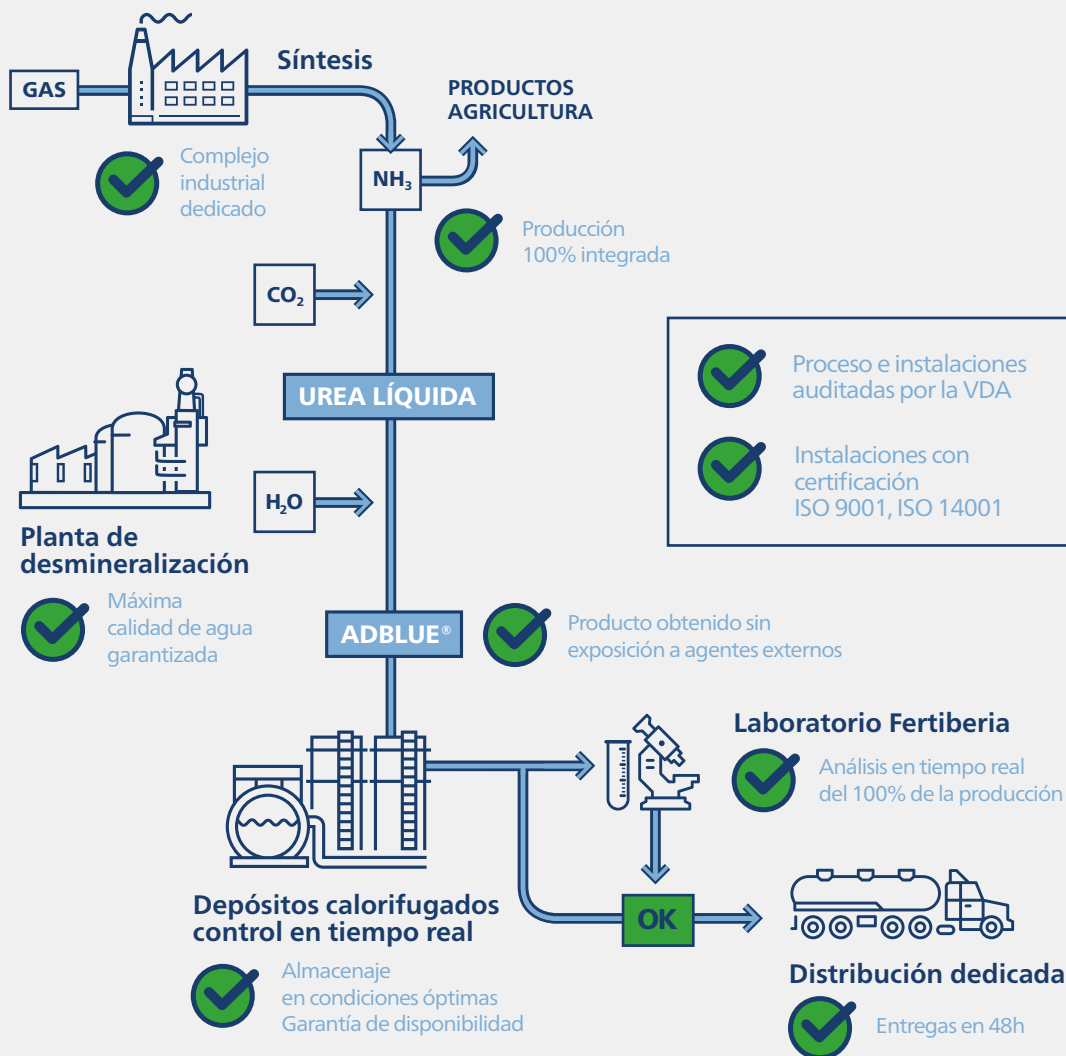 Síntesis
GAS
PRODUCTOS
AGRICULTURA
Complejo
industrial
dedicado
NH₃
Producción
100% integrada
CO₂
Proceso e instalaciones
auditadas por la VDA
UREA LÍQUIDA
Instalaciones con
certificación
ISO 9001, ISO 14001
H₂O
Planta de
desmineralización
Máxima
calidad de agua
garantizada
ADBLUE®
Producto obtenido sin
exposición a agentes externos
Laboratorio Fertiberia
Análisis en tiempo real
del 100% de la producción
Depósitos calorifugados
control en tiempo real
OK
Almacenaje
en condiciones óptimas
Garantía de disponibilidad
Distribución dedicada
Entregas en 48h